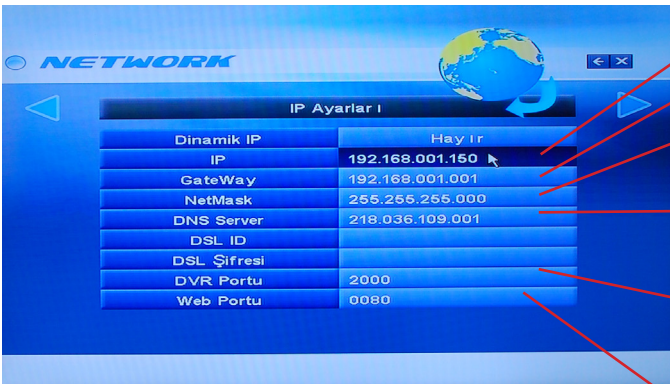 NETWORK
IP Ayarları
Dinamik IP Hayır
IP 192.168.001.150
GateWay 192.168.001.001
NetMask 255.255.255.000
DNS Server 218.036.109.001
DSL ID
DSL Şifresi
DVR Portu 2000
Web Portu 0080